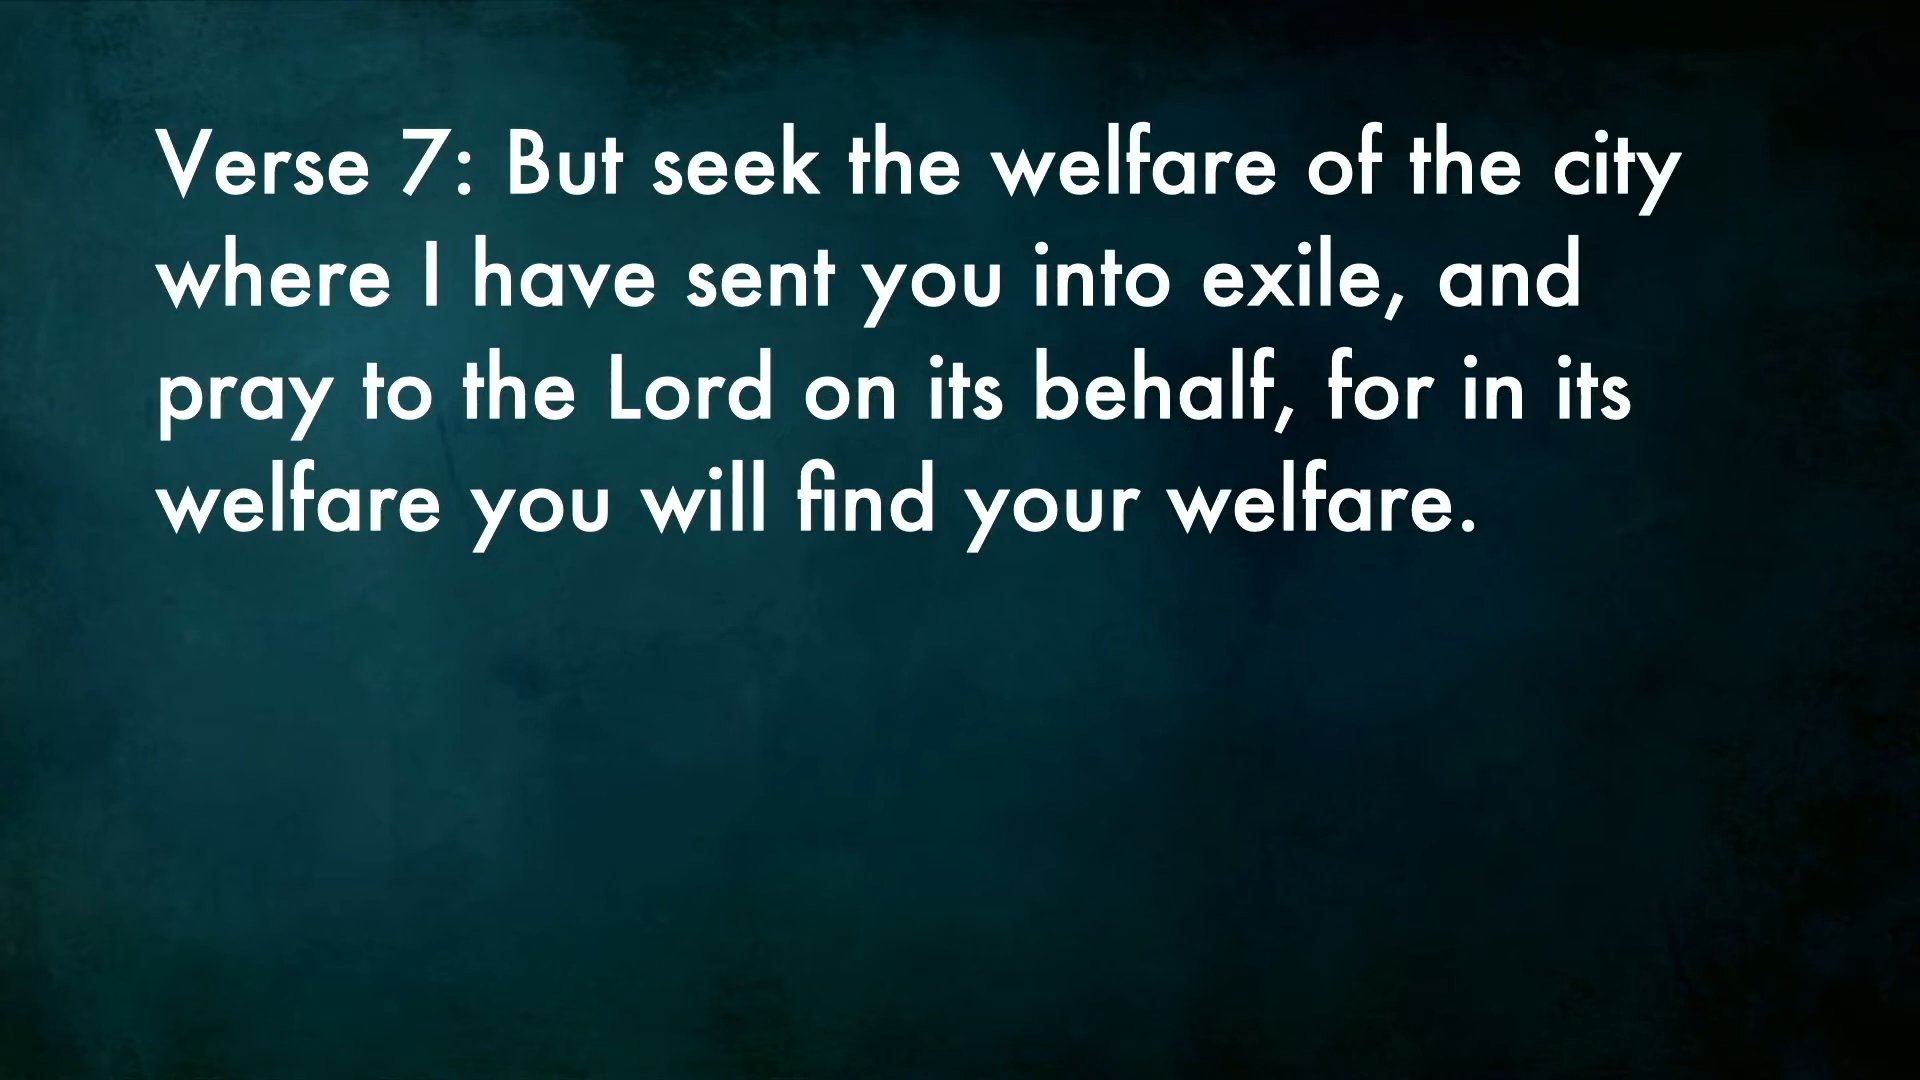 Verse 7: But seek the welfare of the city
where I have sent you into exile, and
pray to the Lord on its behalf, for in its
welfare you will find your welfare.